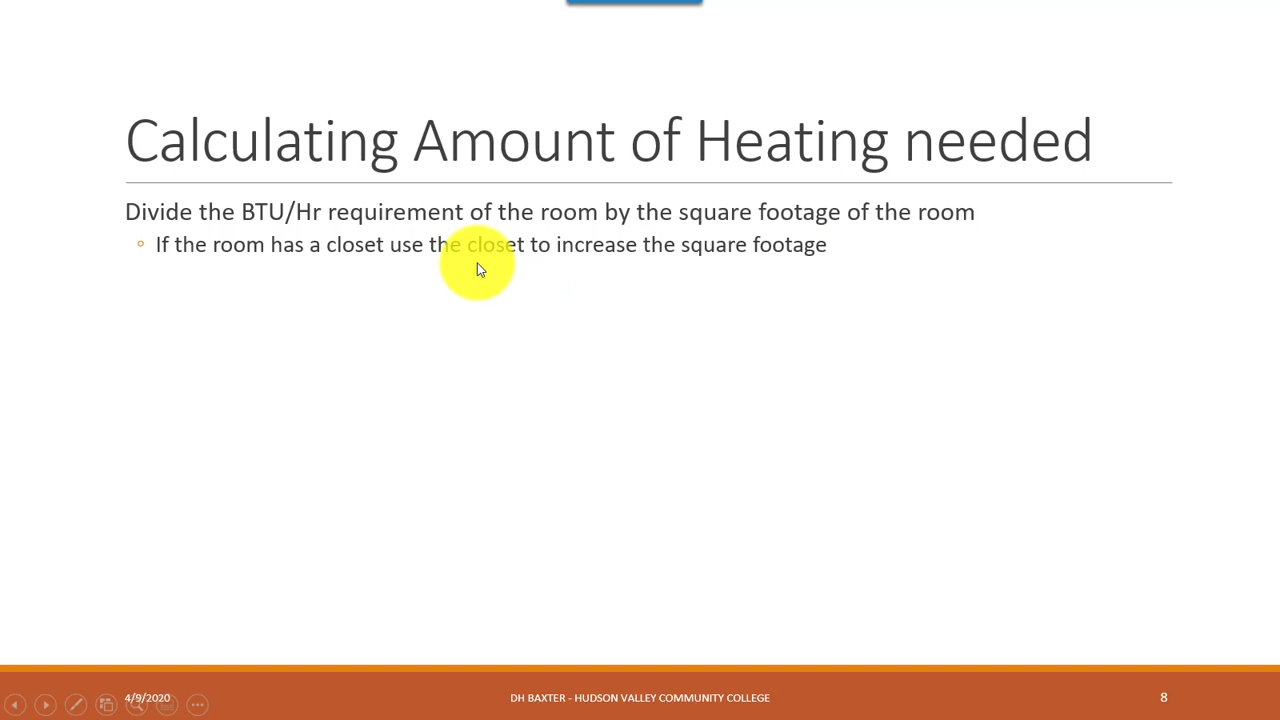 Calculating Amount of Heating needed
Divide the BTU/Hr requirement of the room by the square footage of the room
If the room has a closet use the closet to increase the square footage
4/9/2020
DH BAXTER - HUDSON VALLEY COMMUNITY COLLEGE
8